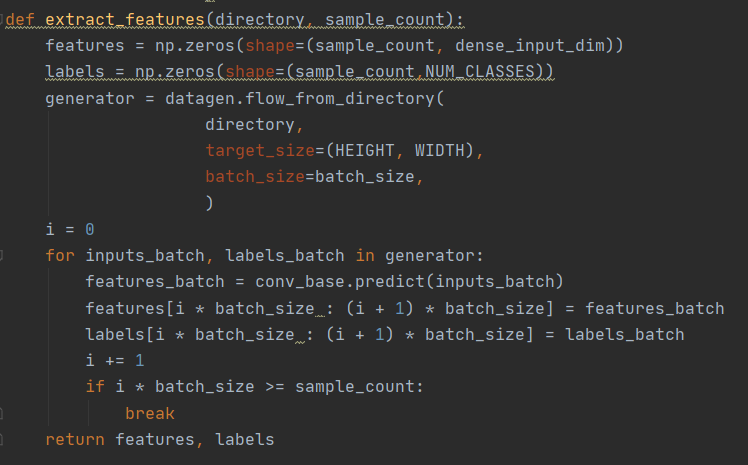 def extract_features(directory, sample_count):
    features = np.zeros(shape=(sample_count, dense_input_dim))
    labels = np.zeros(shape=(sample_count,NUM_CLASSES))
    generator = datagen.flow_from_directory(
                    directory,
                    target_size=(HEIGHT, WIDTH),
                    batch_size=batch_size,
                    )
    i = 0
    for inputs_batch, labels_batch in generator:
        features_batch = conv_base.predict(inputs_batch)
        features[i * batch_size : (i + 1) * batch_size] = features_batch
        labels[i * batch_size : (i + 1) * batch_size] = labels_batch
        i += 1
        if i * batch_size >= sample_count:
            break
    return features, labels